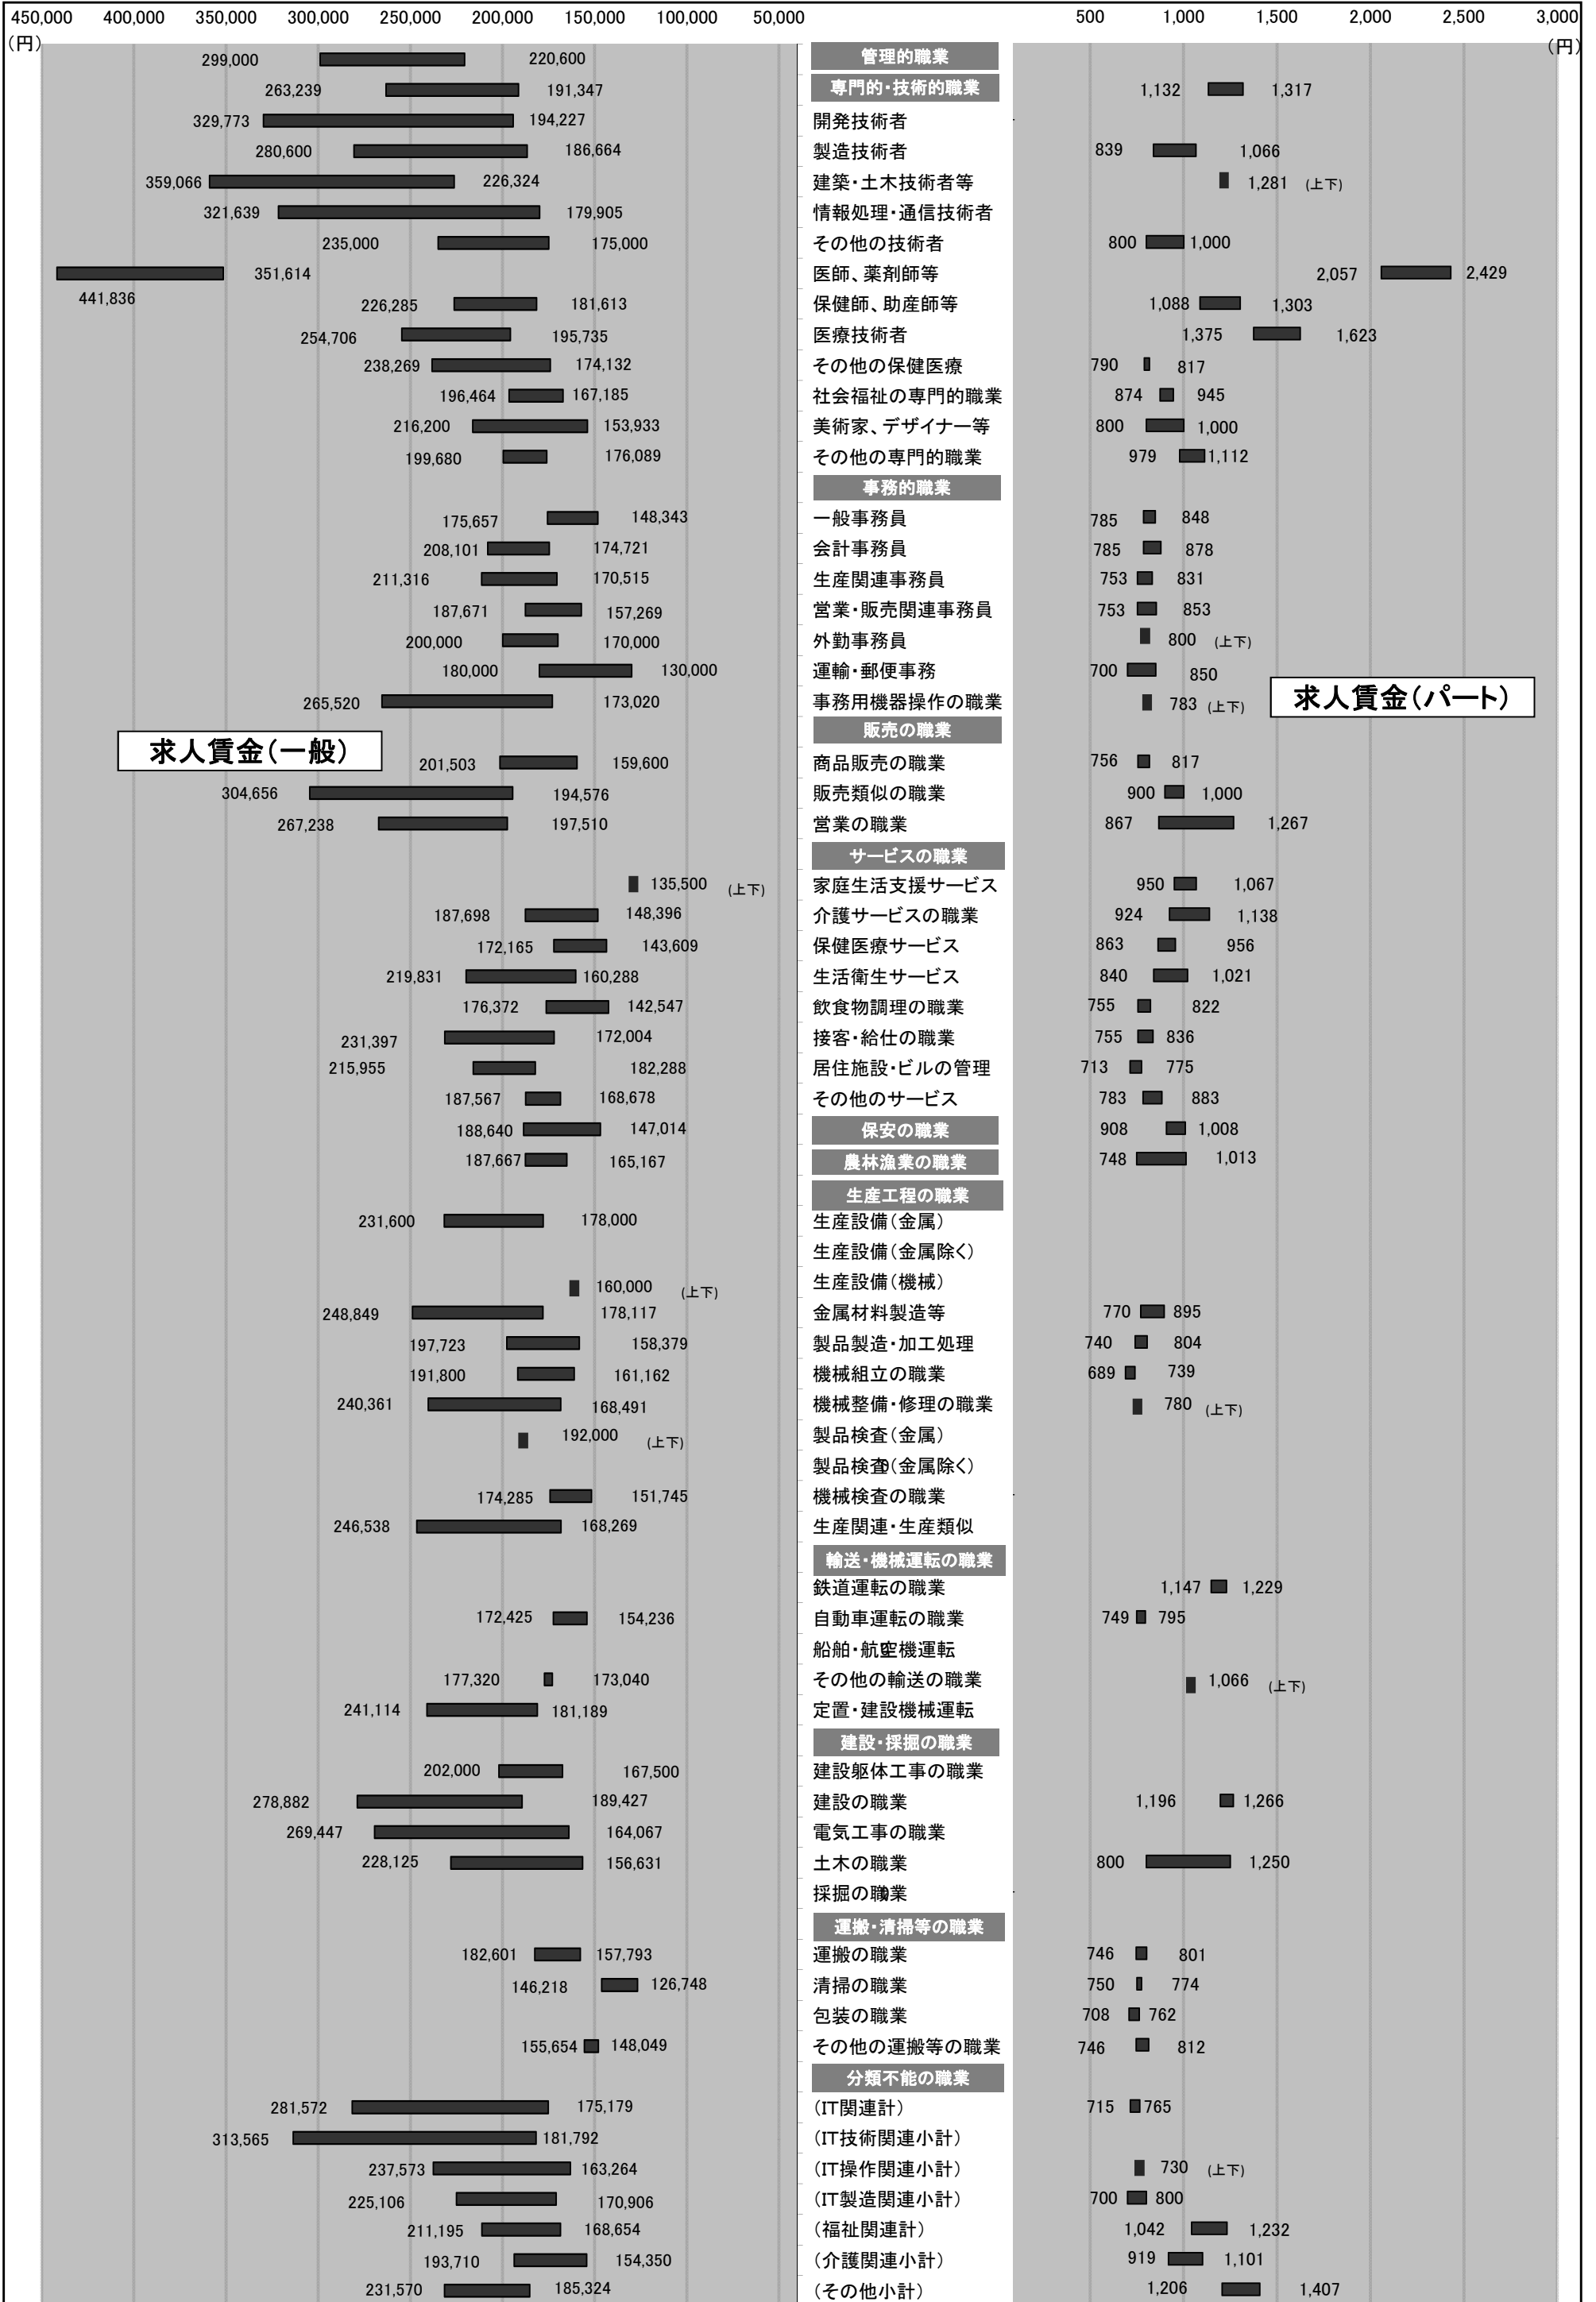 450,000 400,000 350,000 300,000 250,000 200,000 150,000 100,000 50,000 500 1,000 1,500 2,000 2,500 3,000
(円) (円)
299,000 220,600 管理的職業
263,239 191,347 専門的・技術的職業 1,132 1,317
329,773 194,227 開発技術者
280,600 186,664 製造技術者 839 1,066
359,066 226,324 建築・土木技術者等 1,281 (上下)
321,639 179,905 情報処理・通信技術者
235,000 175,000 その他の技術者 800 1,000
441,836 351,614 医師、薬剤師等 2,057 2,429
226,285 181,613 保健師、助産師等 1,088 1,303
254,706 195,735 医療技術者 1,375 1,623
238,269 174,132 その他の保健医療 790 817
196,464 167,185 社会福祉の専門的職業 874 945
216,200 153,933 美術家、デザイナー等 800 1,000
199,680 176,089 その他の専門的職業 979 1,112
事務的職業
175,657 148,343 一般事務員 785 848
208,101 174,721 会計事務員 785 878
211,316 170,515 生産関連事務員 753 831
187,671 157,269 営業・販売関連事務員 753 853
200,000 170,000 外勤事務員 800 (上下)
180,000 130,000 運輸・郵便事務 700 850
265,520 173,020 事務用機器操作の職業 783 (上下)
求人賃金(パート)
販売の職業
求人賃金(一般)
201,503 159,600 商品販売の職業 756 817
304,656 194,576 販売類似の職業 900 1,000
267,238 197,510 営業の職業 867 1,267
サービスの職業
135,500 (上下) 家庭生活支援サービス 950 1,067
187,698 148,396 介護サービスの職業 924 1,138
172,165 143,609 保健医療サービス 863 956
219,831 160,288 生活衛生サービス 840 1,021
176,372 142,547 飲食物調理の職業 755 822
231,397 172,004 接客・給仕の職業 755 836
215,955 182,288 居住施設・ビルの管理 713 775
187,567 168,678 その他のサービス 783 883
188,640 147,014 保安の職業 908 1,008
187,667 165,167 農林漁業の職業 748 1,013
生産工程の職業
231,600 178,000 生産設備(金属)
生産設備(金属除く)
160,000 (上下) 生産設備(機械)
248,849 178,117 金属材料製造等 770 895
197,723 158,379 製品製造・加工処理 740 804
191,800 161,162 機械組立の職業 689 739
240,361 168,491 機械整備・修理の職業 780 (上下)
192,000 (上下) 製品検査(金属)
製品検査(金属除く)
174,285 151,745 機械検査の職業
246,538 168,269 生産関連・生産類似
輸送・機械運転の職業
鉄道運転の職業 1,147 1,229
172,425 154,236 自動車運転の職業 749 795
船舶・航空機運転
177,320 173,040 その他の輸送の職業 1,066 (上下)
241,114 181,189 定置・建設機械運転
建設・採掘の職業
202,000 167,500 建設躯体工事の職業
278,882 189,427 建設の職業 1,196 1,266
269,447 164,067 電気工事の職業
228,125 156,631 土木の職業 800 1,250
採掘の職業
運搬・清掃等の職業
182,601 157,793 運搬の職業 746 801
146,218 126,748 清掃の職業 750 774
包装の職業 708 762
155,654 148,049 その他の運搬等の職業 746 812
分類不能の職業
281,572 175,179 (IT関連計) 715 765
313,565 181,792 (IT技術関連小計)
237,573 163,264 (IT操作関連小計) 730 (上下)
225,106 170,906 (IT製造関連小計) 700 800
211,195 168,654 (福祉関連計) 1,042 1,232
193,710 154,350 (介護関連小計) 919 1,101
231,570 185,324 (その他小計) 1,206 1,407